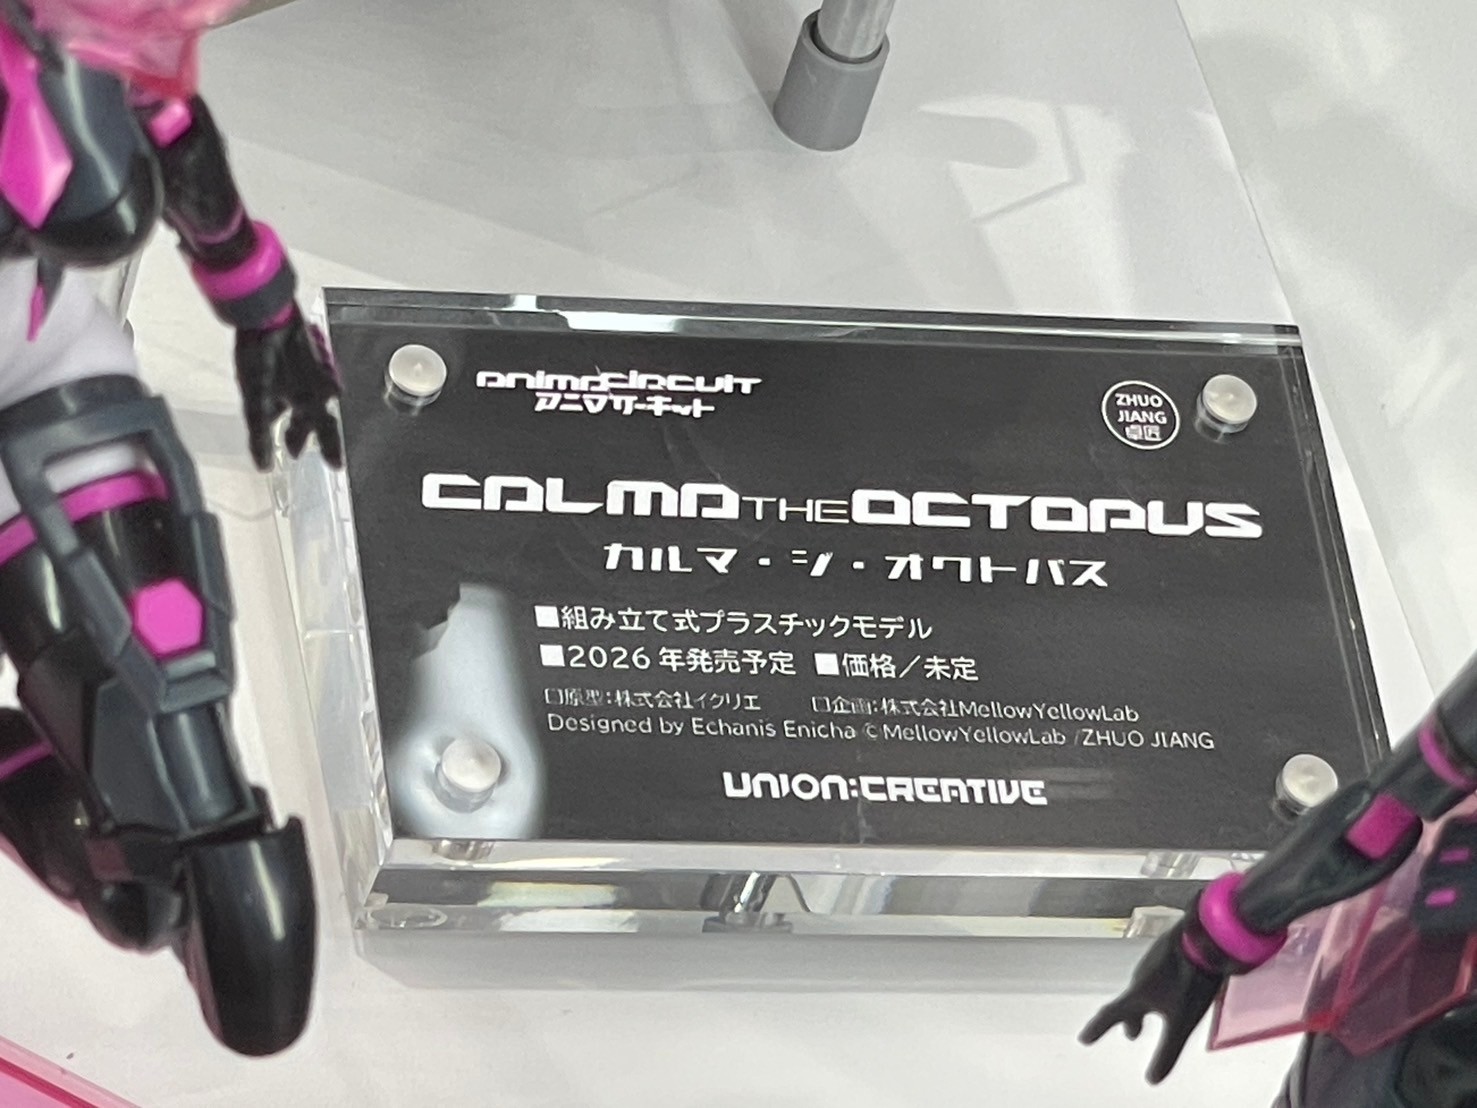 animacircuit
アニマサーキット
ZHUO
JIANG
卓匠
CALMA THE OCTOPUS
カルマ・ジ・オクトパス
■組み立て式プラスチックモデル
■2026年発売予定 ■価格／未定
□原型:株式会社イクリエ □企画:株式会社MellowYellowLab
Designed by Echanis Enicha ©MellowYellowLab /ZHUO JIANG
UNION:CREATIVE